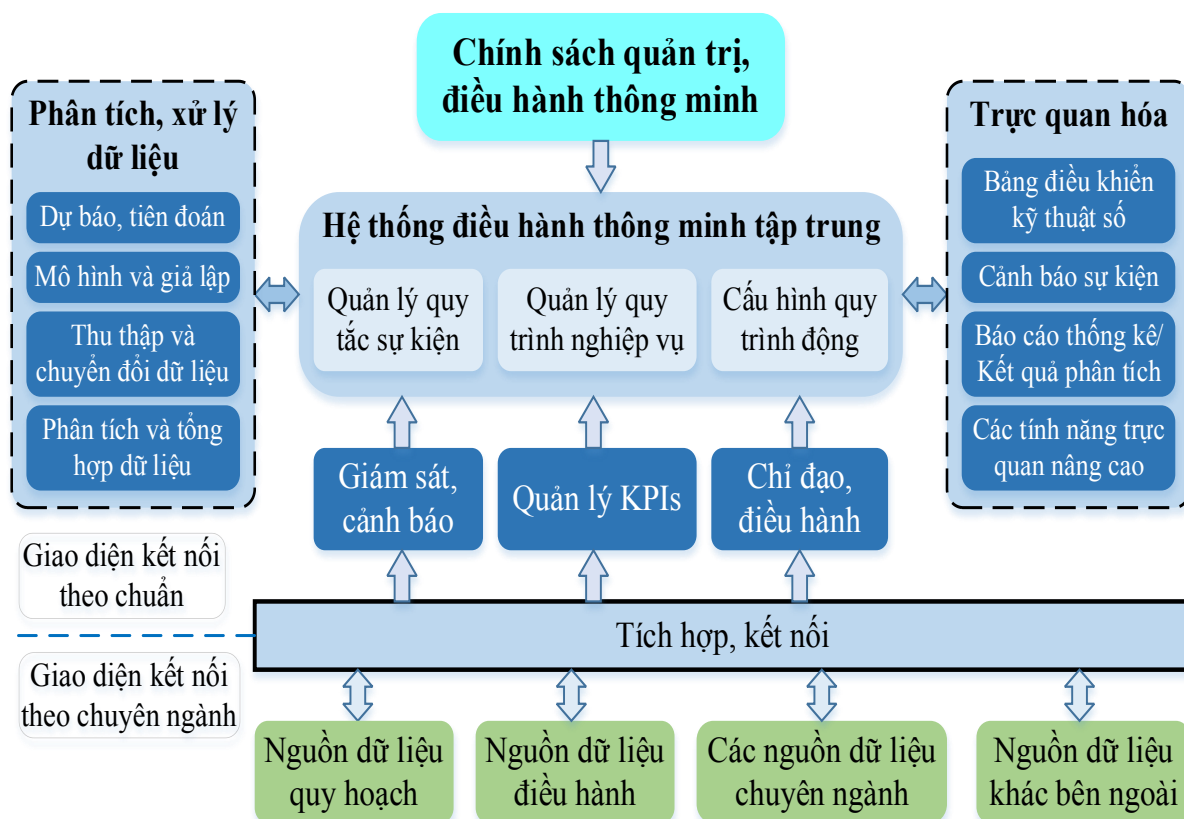 Chính sách quản trị,
điều hành thông minh
Phân tích, xử lý
dữ liệu
Dự báo, tiên đoán
Mô hình và giả lập
Thu thập và
chuyển đổi dữ liệu
Phân tích và tổng
hợp dữ liệu
Hệ thống điều hành thông minh tập trung
Quản lý quy
tắc sự kiện
Quản lý quy
trình nghiệp vụ
Cấu hình quy
trình động
Trực quan hóa
Bảng điều khiển
kỹ thuật số
Cảnh báo sự kiện
Báo cáo thống kê/
Kết quả phân tích
Các tính năng trực
quan nâng cao
Giám sát,
cảnh báo
Quản lý KPIs
Chỉ đạo,
điều hành
Giao diện kết nối
theo chuẩn
Tích hợp, kết nối
Giao diện kết nối
theo chuyên ngành
Nguồn dữ liệu
quy hoạch
Nguồn dữ liệu
điều hành
Các nguồn dữ liệu
chuyên ngành
Nguồn dữ liệu
khác bên ngoài